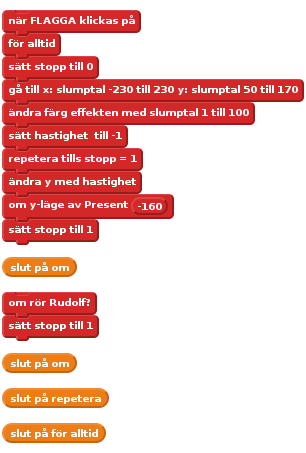 när FLAGGA klickas på
för alltid
sätt stopp till 0
gå till x: slumptal -230 till 230 y: slumptal 50 till 170
ändra färg effekten med slumptal 1 till 100
sätt hastighet till -1
repetera tills stopp = 1
ändra y med hastighet
om y-läge av Present -160
sätt stopp till 1
slut på om
om rör Rudolf?
sätt stopp till 1
slut på om
slut på repetera
slut på för alltid